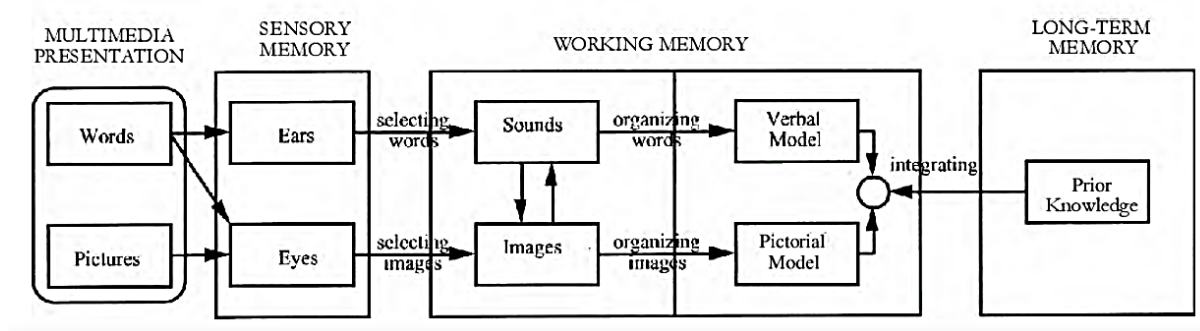 MULTIMEDIA
PRESENTATION
SENSORY
MEMORY
WORKING MEMORY
LONG-TERM
MEMORY
Words
Ears
selecting
words
Sounds
organizing
words
Verbal
Model
integrating
Prior
Knowledge
Pictures
Eyes
selecting
images
Images
organizing
images
Pictorial
Model